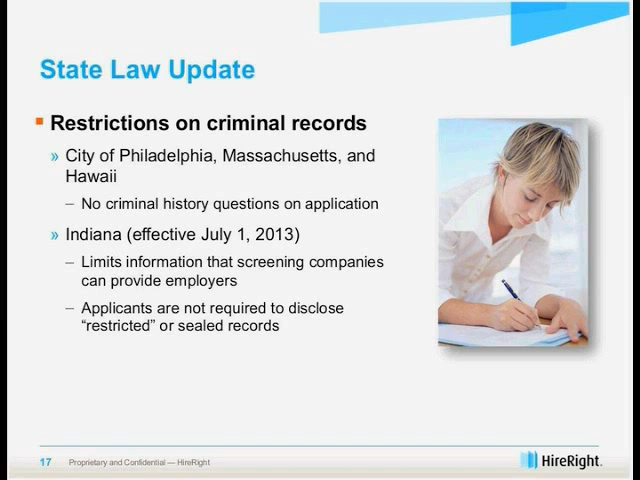 State Law Update
▪ Restrictions on criminal records
» City of Philadelphia, Massachusetts, and
Hawaii
– No criminal history questions on application
» Indiana (effective July 1, 2013)
– Limits information that screening companies
can provide employers
– Applicants are not required to disclose
“restricted” or sealed records
17 Proprietary and Confidential — HireRight
HireRight.